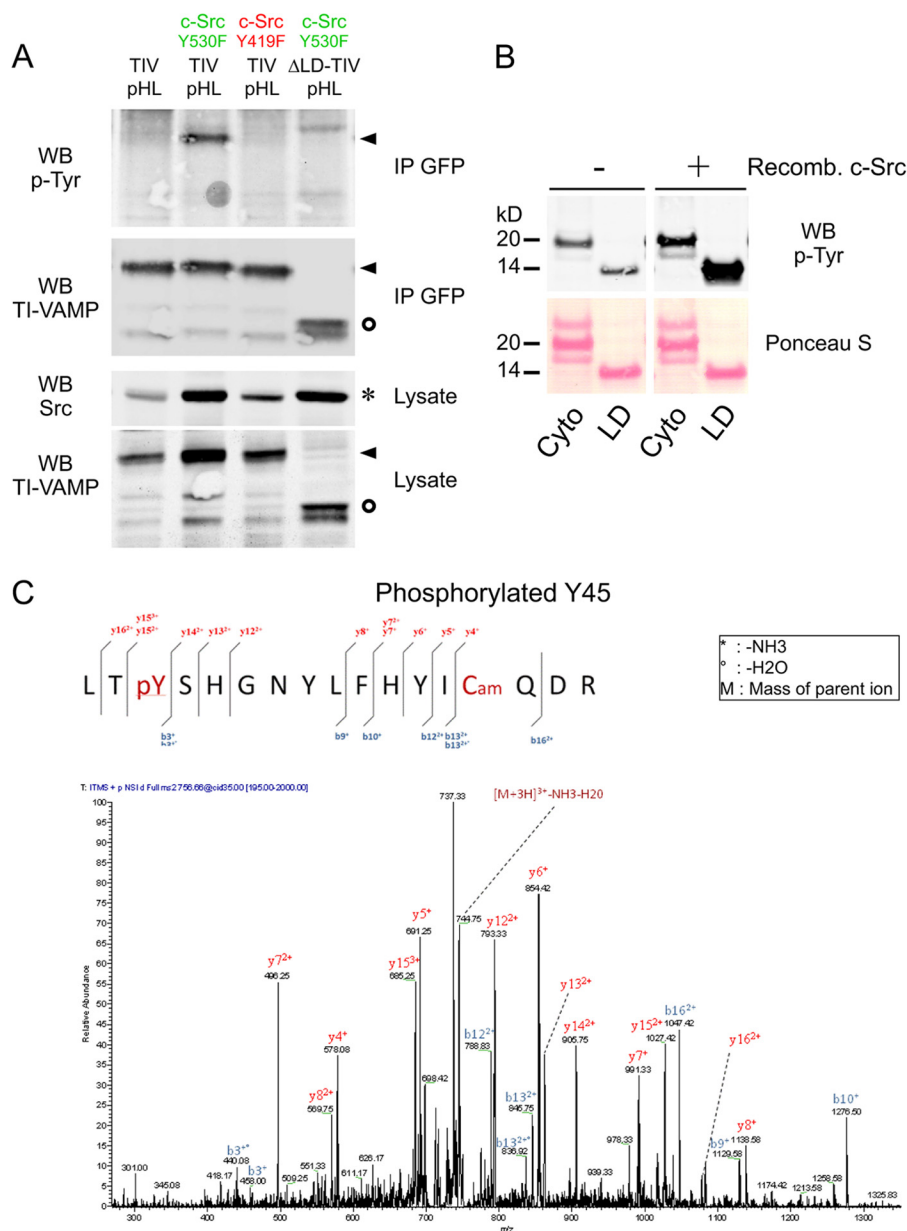 A
c-Src c-Src c-Src
Y530F Y419F Y530F
TIV TIV TIV ΔLD-TIV
pHL pHL pHL pHL
WB
p-Tyr
IP GFP
WB
TI-VAMP
IP GFP
WB
Src
* Lysate
WB
TI-VAMP
Lysate
B
- + Recomb. c-Src
kD
20
14
WB
p-Tyr
20
14
Ponceau S
Cyto LD Cyto LD
C
Phosphorylated Y45
y16²⁺ y15³⁺ y15²⁺ y14²⁺ y13²⁺ y12²⁺ y8⁺ y7²⁺ y7⁺ y6⁺ y5⁺ y4⁺
L T pY S H G N Y L F H Y I Cam Q D R
b3⁺ b3⁺* b9⁺ b10⁺ b12²⁺ b13²⁺ b13²⁺* b16²⁺
* : -NH3
° : -H2O
M : Mass of parent ion
T: ITMS + p NSI d Full ms2 756.66@cid35.00 [195.00-2000.00]
[M+3H]³⁺-NH3-H20
737.33
y6⁺
854.42
y5⁺
691.25
744.75
y12²⁺
793.33
y7²⁺
496.25
y15³⁺
685.25
y13²⁺
y14²⁺
905.75
y15²⁺
1027.42
b16²⁺
1047.42
y16²⁺
y4⁺
578.08
b12²⁺
788.83
y7⁺
991.33
698.42
y8²⁺
569.75
b13²⁺
845.75
b10⁺
1276.50
b13²⁺*
836.92
978.33
b9⁺
1129.58
y8⁺
1138.58
b3⁺*
440.08
b3⁺
458.00
301.00
345.08
418.17
509.25
551.33
611.17
626.17
939.33
1174.42
1213.58
1258.58
1325.83
Relative Abundance
100
95
90
85
80
75
70
65
60
55
50
45
40
35
30
25
20
15
10
5
0
300 400 500 600 700 800 900 1000 1100 1200 1300
m/z